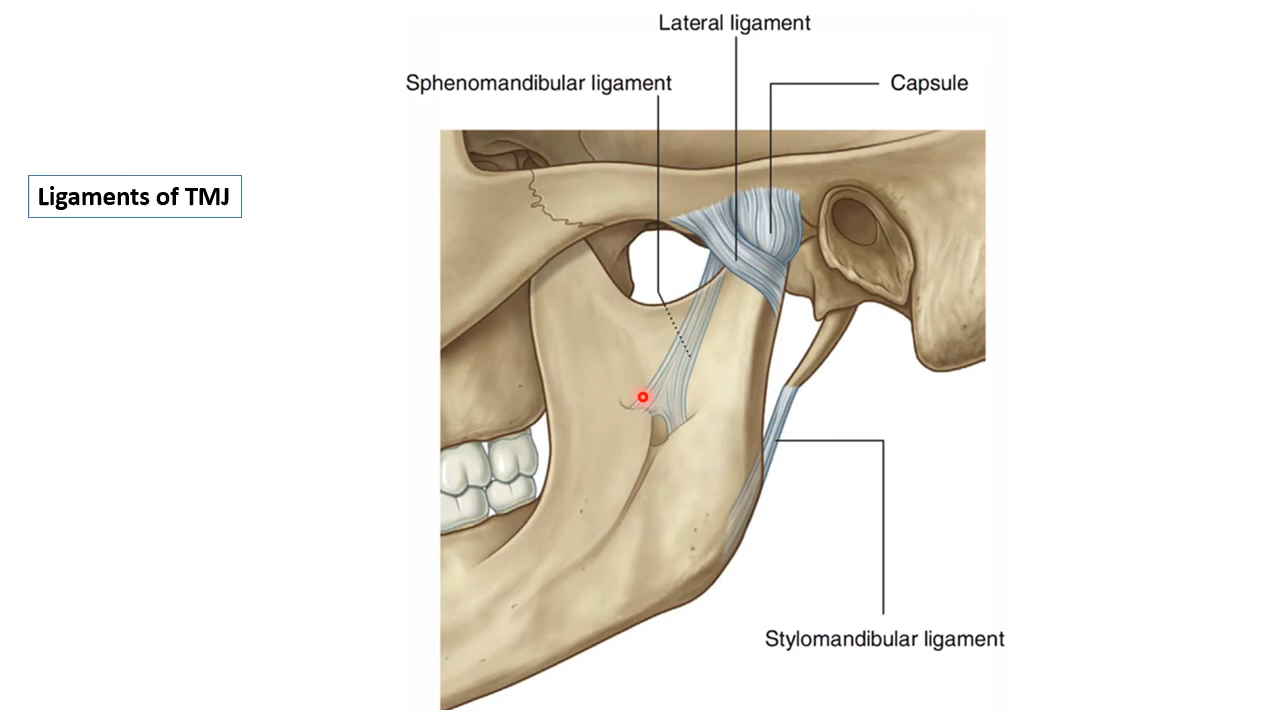 Lateral ligament
Sphenomandibular ligament
Capsule
Ligaments of TMJ
Stylomandibular ligament